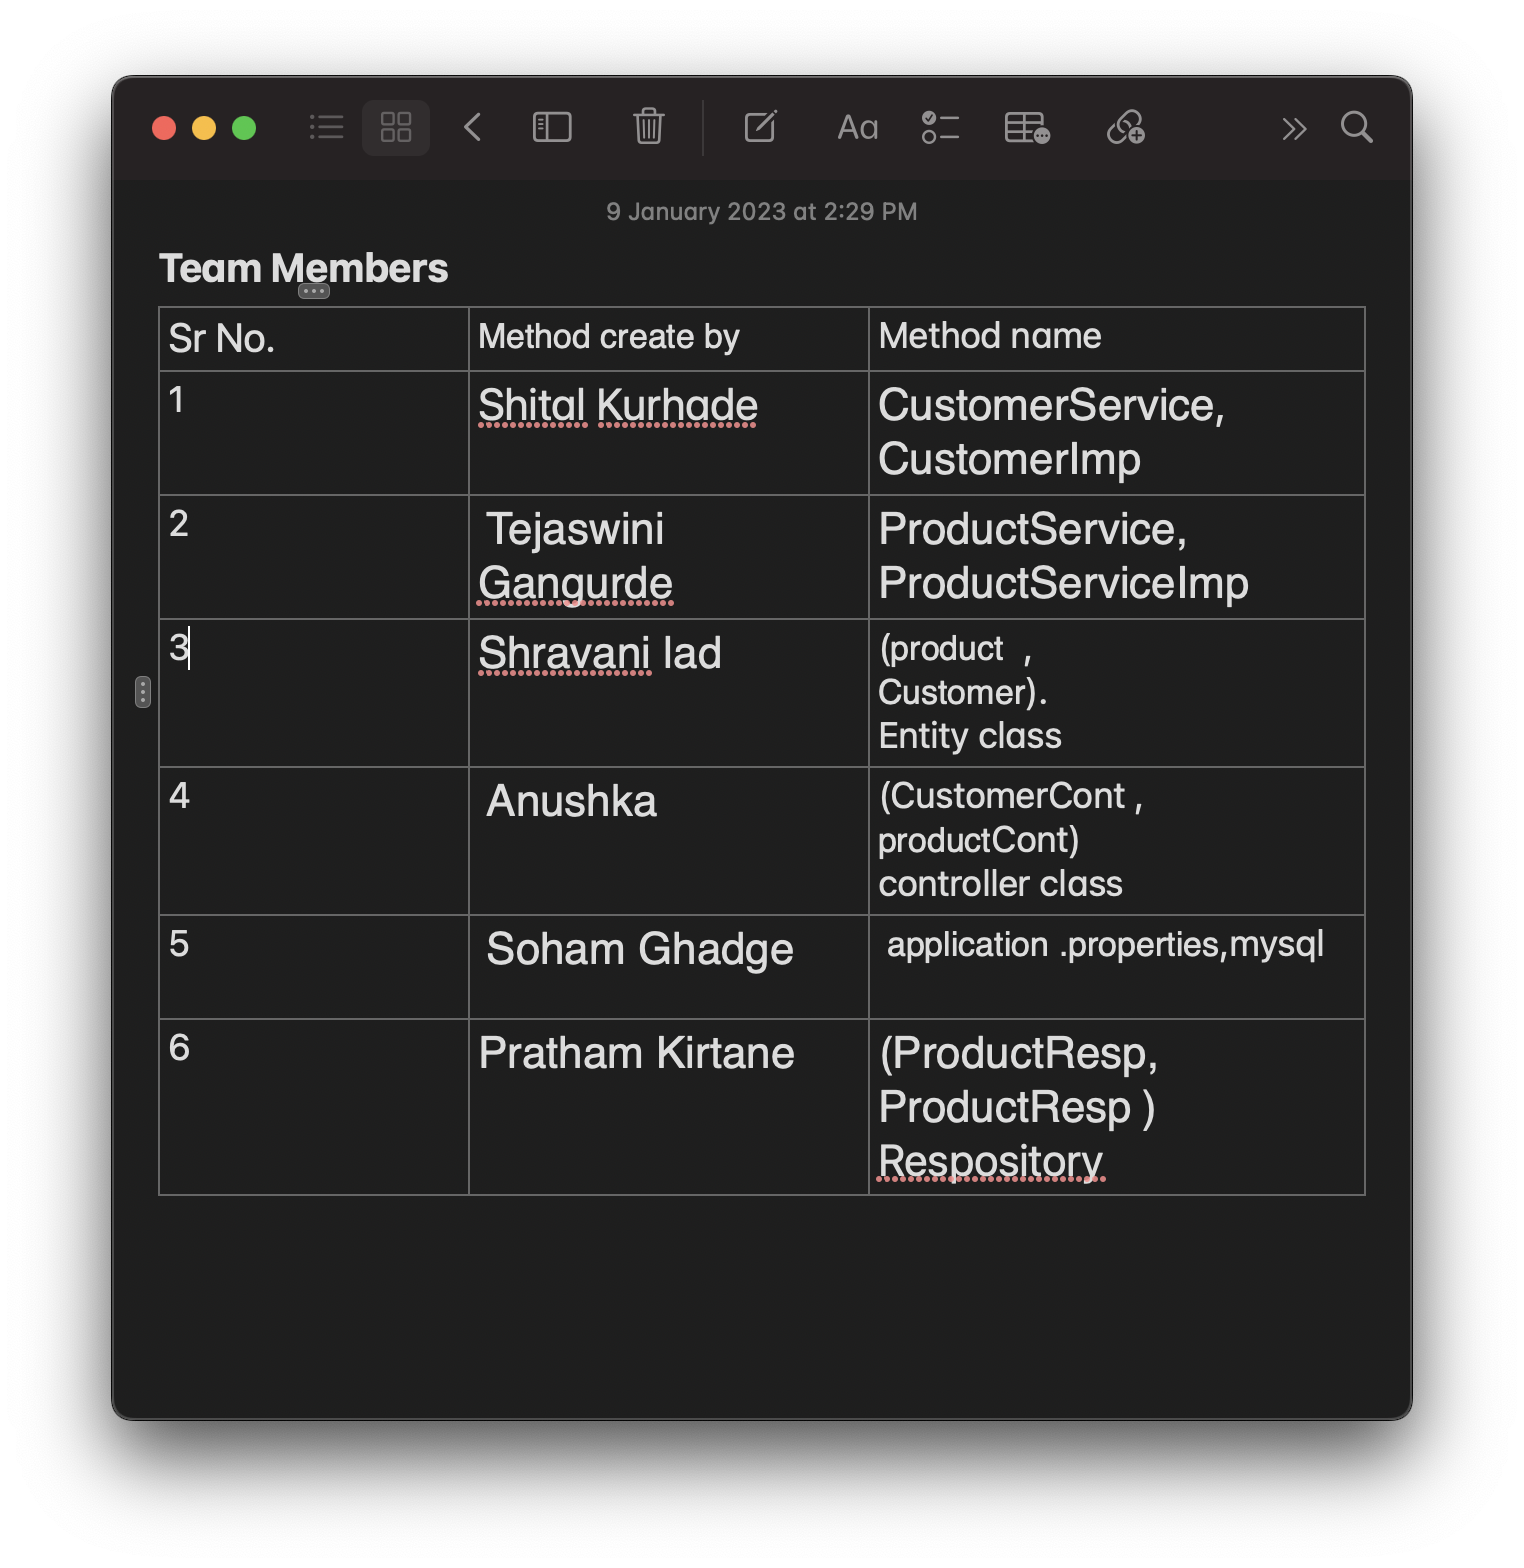 Aa
9 January 2023 at 2:29 PM
Team Members
Sr No. Method create by Method name
1 Shital Kurhade CustomerService,
CustomerImp
2 Tejaswini ProductService,
Gangurde ProductServiceImp
3 Shravani lad (product ,
Customer).
Entity class
4 Anushka (CustomerCont ,
productCont)
controller class
5 Soham Ghadge application .properties,mysql
6 Pratham Kirtane (ProductResp,
ProductResp )
Respository